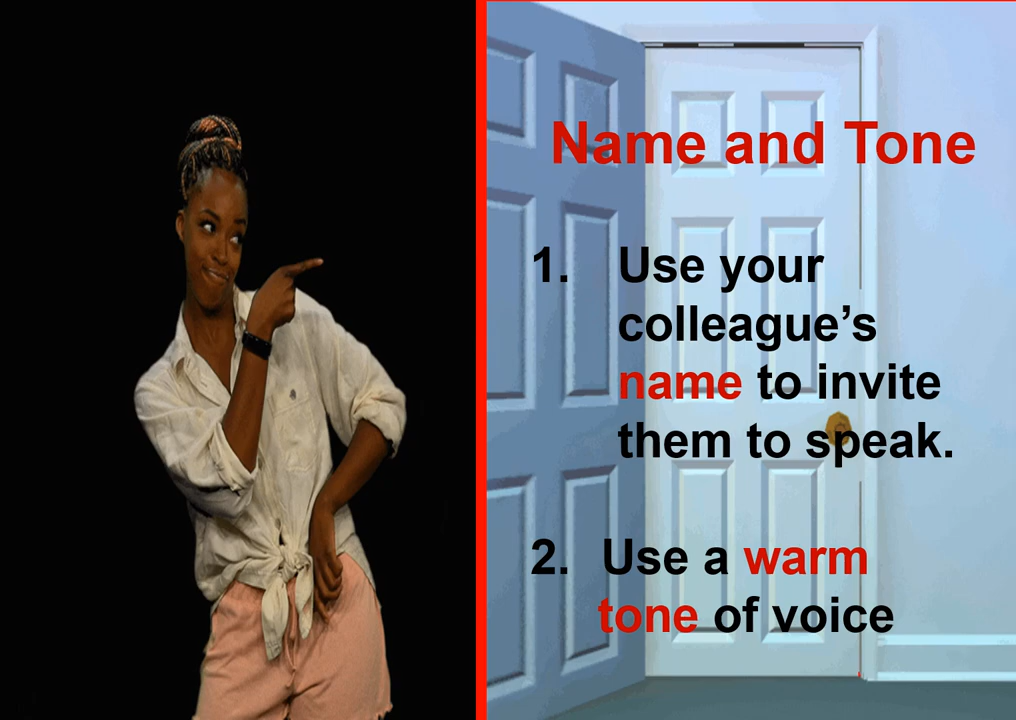 Name and Tone
1. Use your
colleague’s
name to invite
them to speak.
2. Use a warm
tone of voice